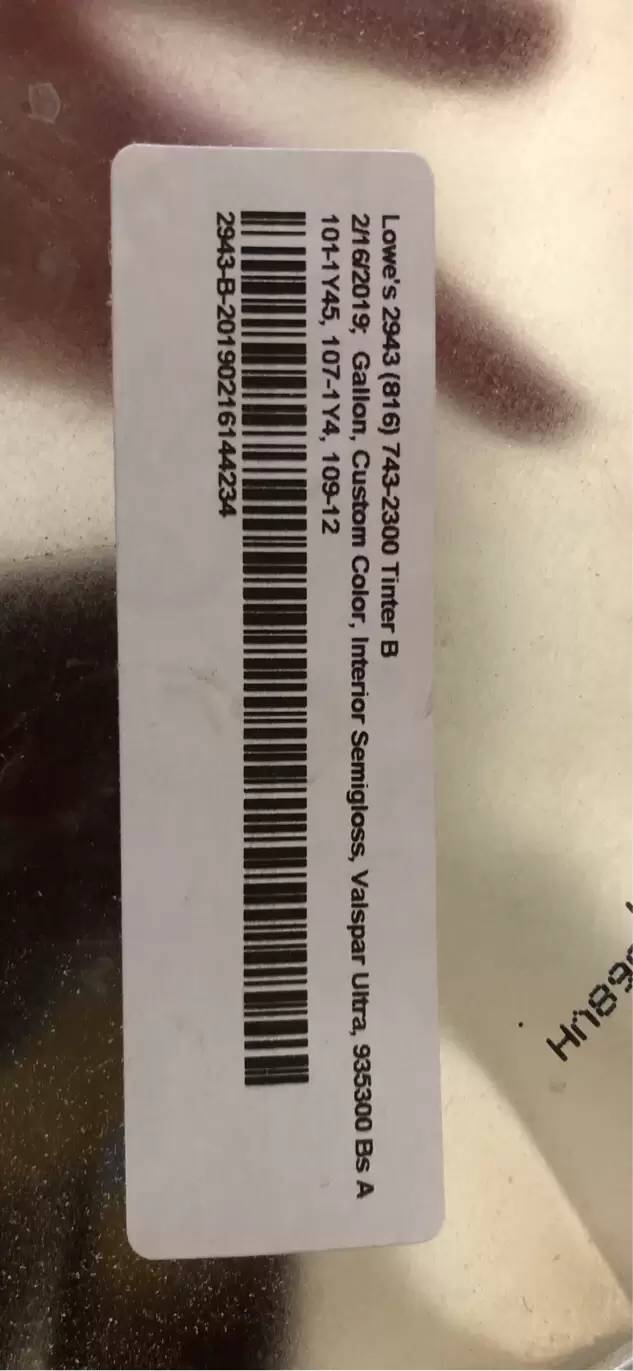 Lowe's 2943 (816) 743-2300 Tinter B
2/16/2019; Gallon, Custom Color, Interior Semigloss, Valspar Ultra, 935300 Bs A
101-1Y45, 107-1Y4, 109-12
2943-B-20190216144234